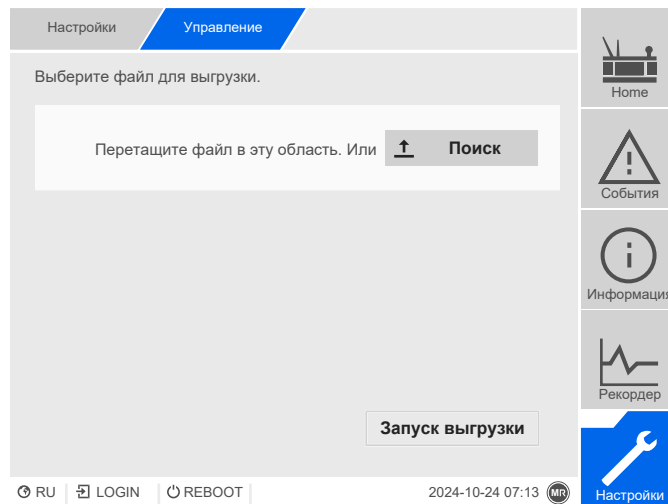 Настройки
Управление
Выберите файл для выгрузки.
Перетащите файл в эту область. Или
Поиск
Запуск выгрузки
Home
События
Информация
Рекордер
Настройки
RU
LOGIN
REBOOT
2024-10-24 07:13
MR